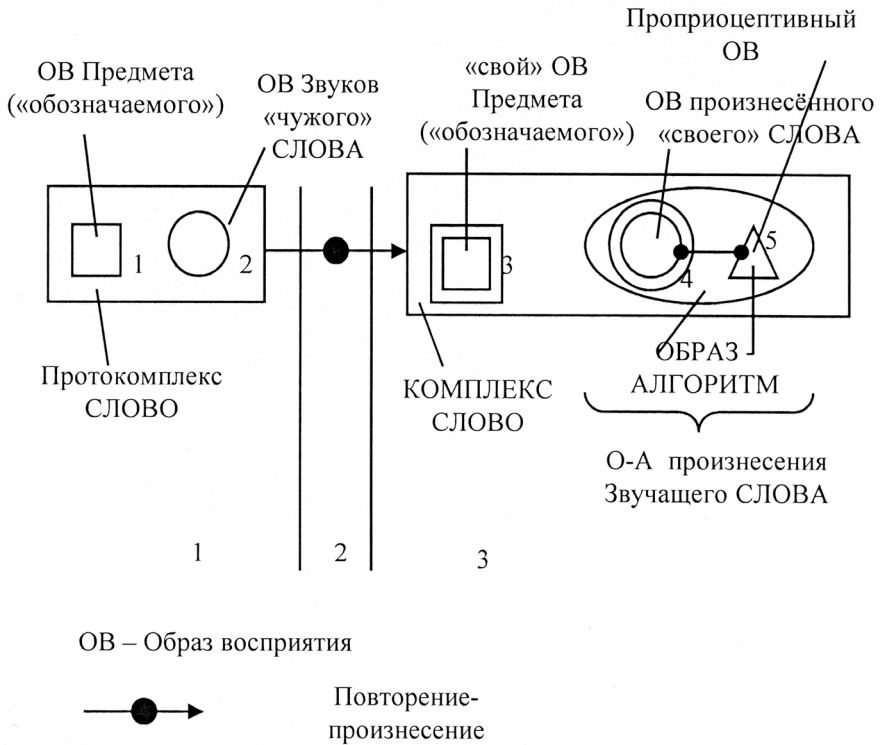 Проприоцептивный
ОВ
ОВ Предмета
(«обозначаемого»)
ОВ Звуков
«чужого»
СЛОВА
«свой» ОВ
Предмета
(«обозначаемого»)
ОВ произнесённого
«своего» СЛОВА
1
2
3
4
5
Протокомплекс
СЛОВО
КОМПЛЕКС
СЛОВО
ОБРАЗ
АЛГОРИТМ
О-А произнесения
Звучащего СЛОВА
1
2
3
ОВ – Образ восприятия
Повторение-
произнесение